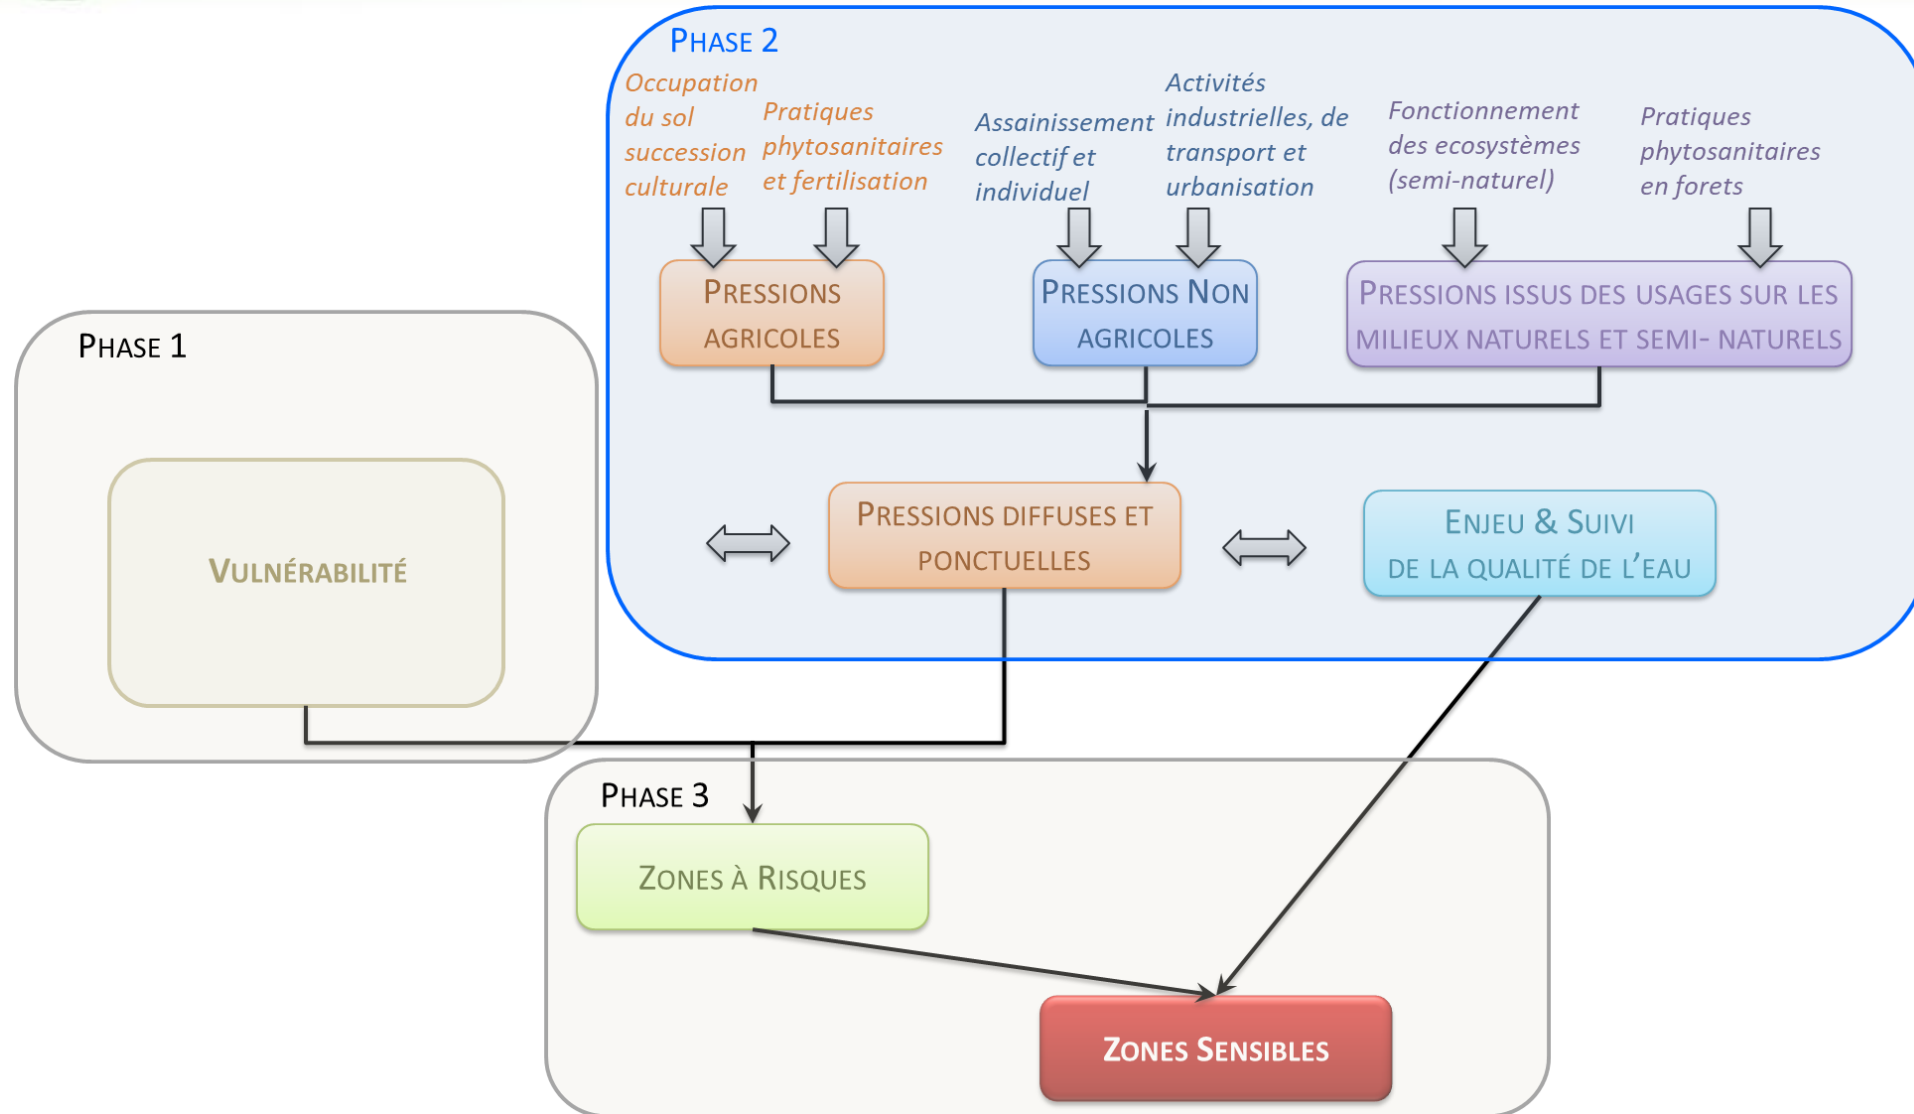 PHASE 2
Occupation
du sol
succession
culturale
Pratiques
phytosanitaires
et fertilisation
Assainissement
collectif et
individuel
Activités
industrielles, de
transport et
urbanisation
Fonctionnement
des ecosystèmes
(semi-naturel)
Pratiques
phytosanitaires
en forets
PRESSIONS
AGRICOLES
PRESSIONS NON
AGRICOLES
PRESSIONS ISSUS DES USAGES SUR LES
MILIEUX NATURELS ET SEMI- NATURELS
PHASE 1
VULNÉRABILITÉ
PRESSIONS DIFFUSES ET
PONCTUELLES
ENJEU & SUIVI
DE LA QUALITÉ DE L'EAU
PHASE 3
ZONES À RISQUES
ZONES SENSIBLES